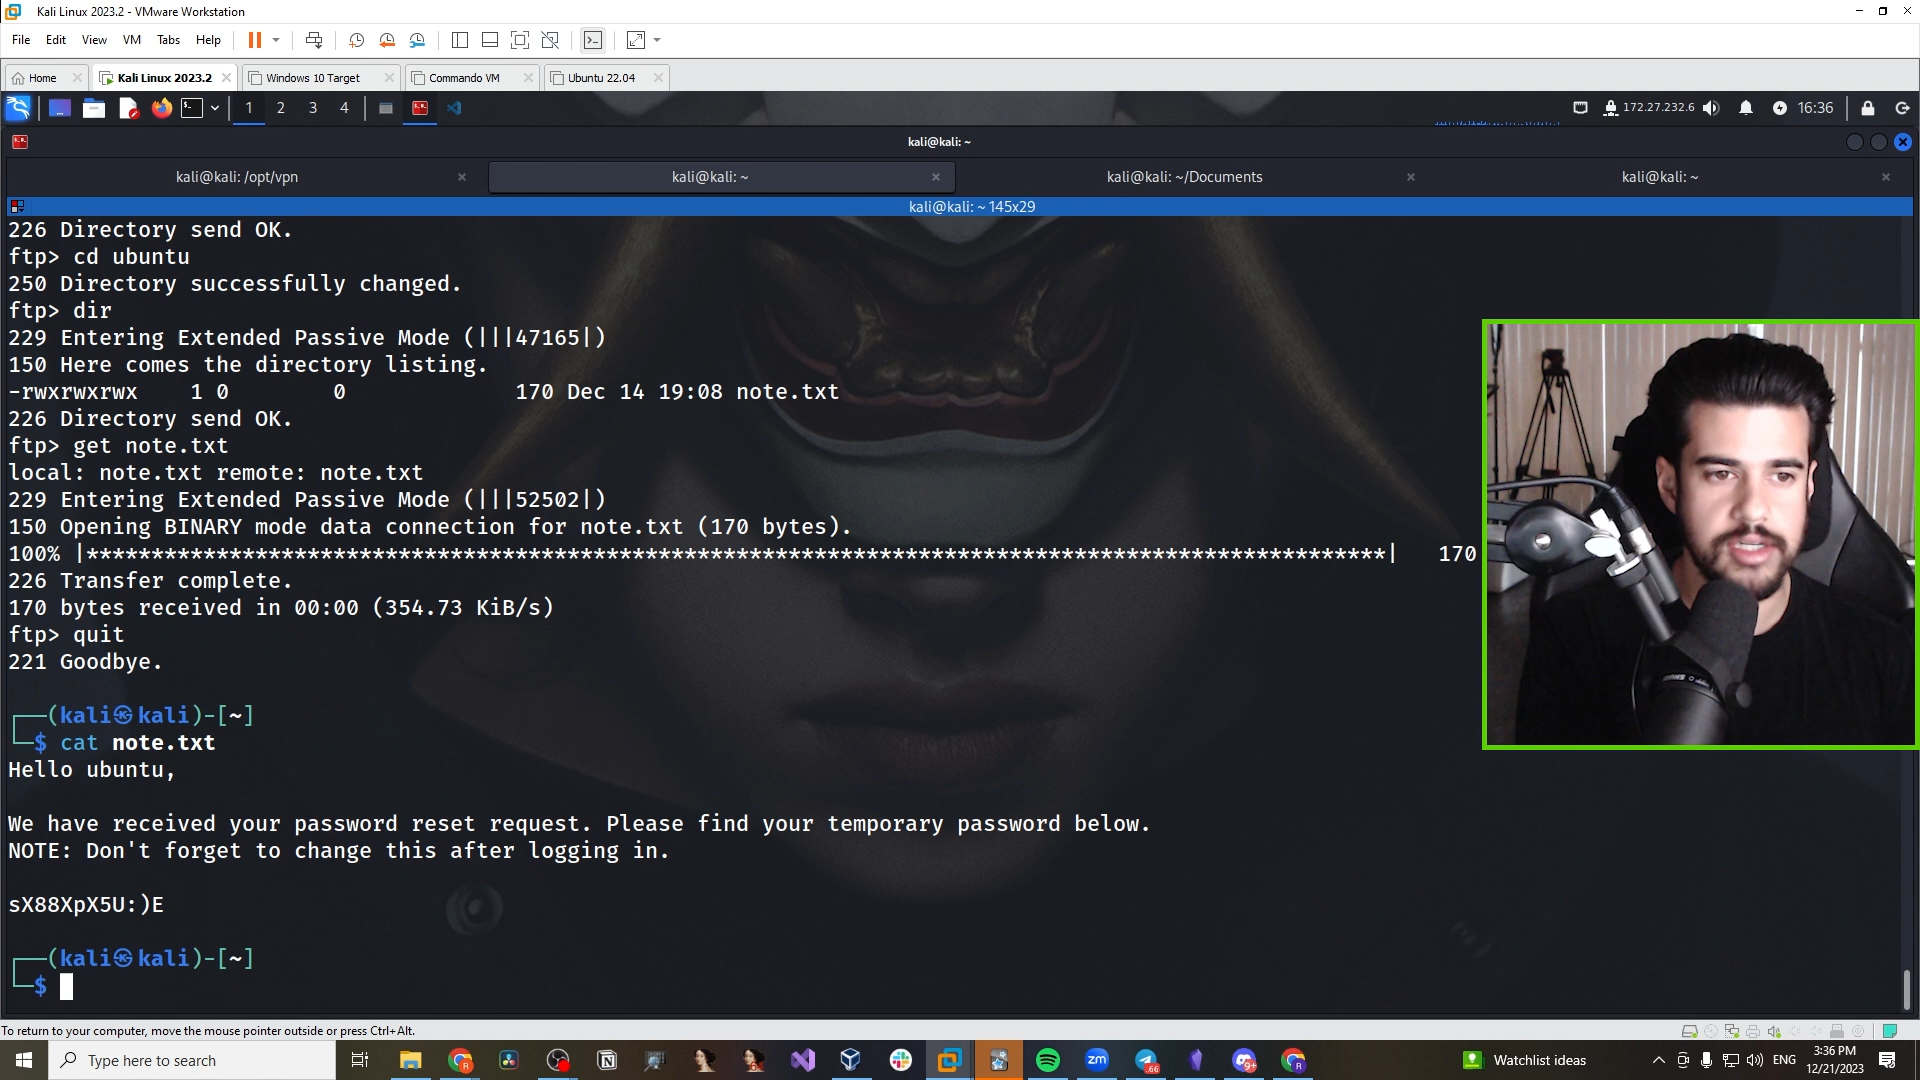 Kali Linux 2023.2 - VMware Workstation
File Edit View VM Tabs Help
Home Kali Linux 2023.2 Windows 10 Target Commando VM Ubuntu 22.04
1 2 3 4 172.27.232.6 16:36
kali@kali: ~
kali@kali: /opt/vpn kali@kali: ~ kali@kali: ~/Documents kali@kali: ~
kali@kali: ~ 145x29
226 Directory send OK.
ftp> cd ubuntu
250 Directory successfully changed.
ftp> dir
229 Entering Extended Passive Mode (|||47165|)
150 Here comes the directory listing.
-rwxrwxrwx    1 0        0             170 Dec 14 19:08 note.txt
226 Directory send OK.
ftp> get note.txt
local: note.txt remote: note.txt
229 Entering Extended Passive Mode (|||52502|)
150 Opening BINARY mode data connection for note.txt (170 bytes).
100% |****************************************************************************************************|   170
226 Transfer complete.
170 bytes received in 00:00 (354.73 KiB/s)
ftp> quit
221 Goodbye.
┌──(kali㉿kali)-[~]
└─$ cat note.txt
Hello ubuntu,
We have received your password reset request. Please find your temporary password below.
NOTE: Don't forget to change this after logging in.
sX88XpX5U:)E
┌──(kali㉿kali)-[~]
└─$
To return to your computer, move the mouse pointer outside or press Ctrl+Alt.
Type here to search
Watchlist ideas
ENG
3:36 PM
12/21/2023